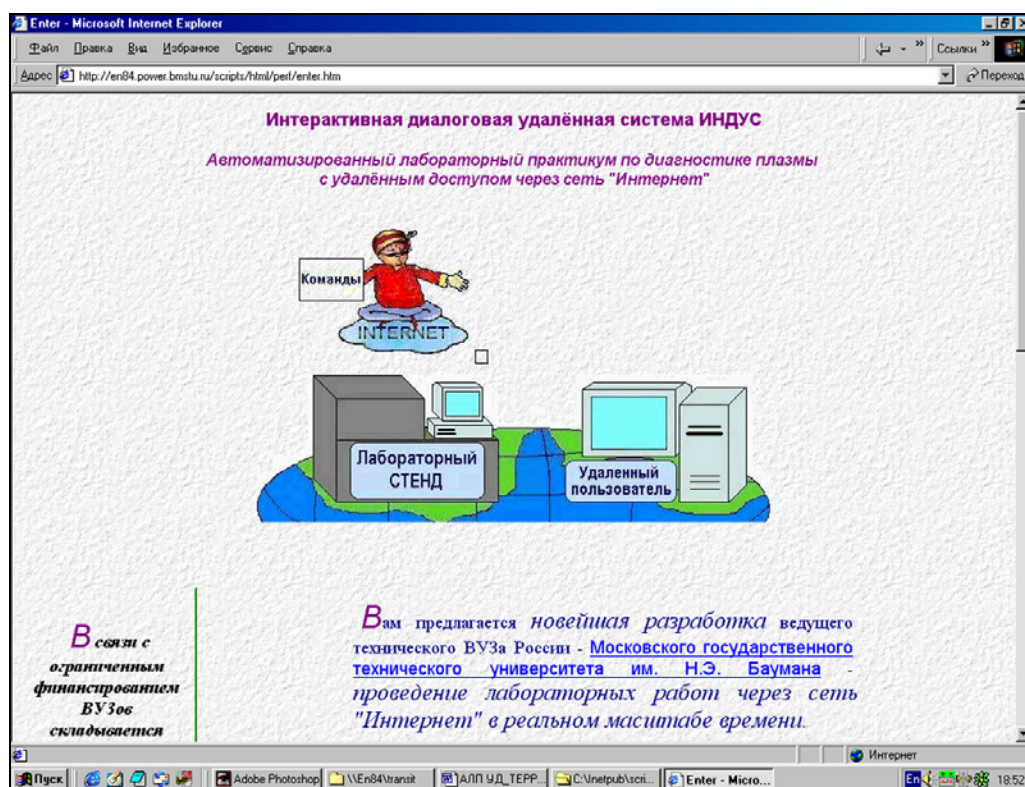 Enter - Microsoft Internet Explorer
Файл Правка Вид Избранное Сервис Справка
Ссылки »
Адрес http://en84.power.bmstu.ru/scripts/html/perf/enter.htm
Переход
Интерактивная диалоговая удалённая система ИНДУС
Автоматизированный лабораторный практикум по диагностике плазмы
с удалённым доступом через сеть "Интернет"
Команды
INTERNET
Лабораторный
СТЕНД
Удаленный
пользователь
В связи с
ограниченным
финансированием
ВУЗов
складывается
Вам предлагается новейшая разработка ведущего
технического ВУЗа России - Московского государственного
технического университета им. Н.Э. Баумана -
проведение лабораторных работ через сеть
"Интернет" в реальном масштабе времени.
Интернет
Пуск
Adobe Photoshop
\\En84\transit
АЛП УД_ТЕРР...
C:\Inetpub\scri...
Enter - Micro...
En
18:52